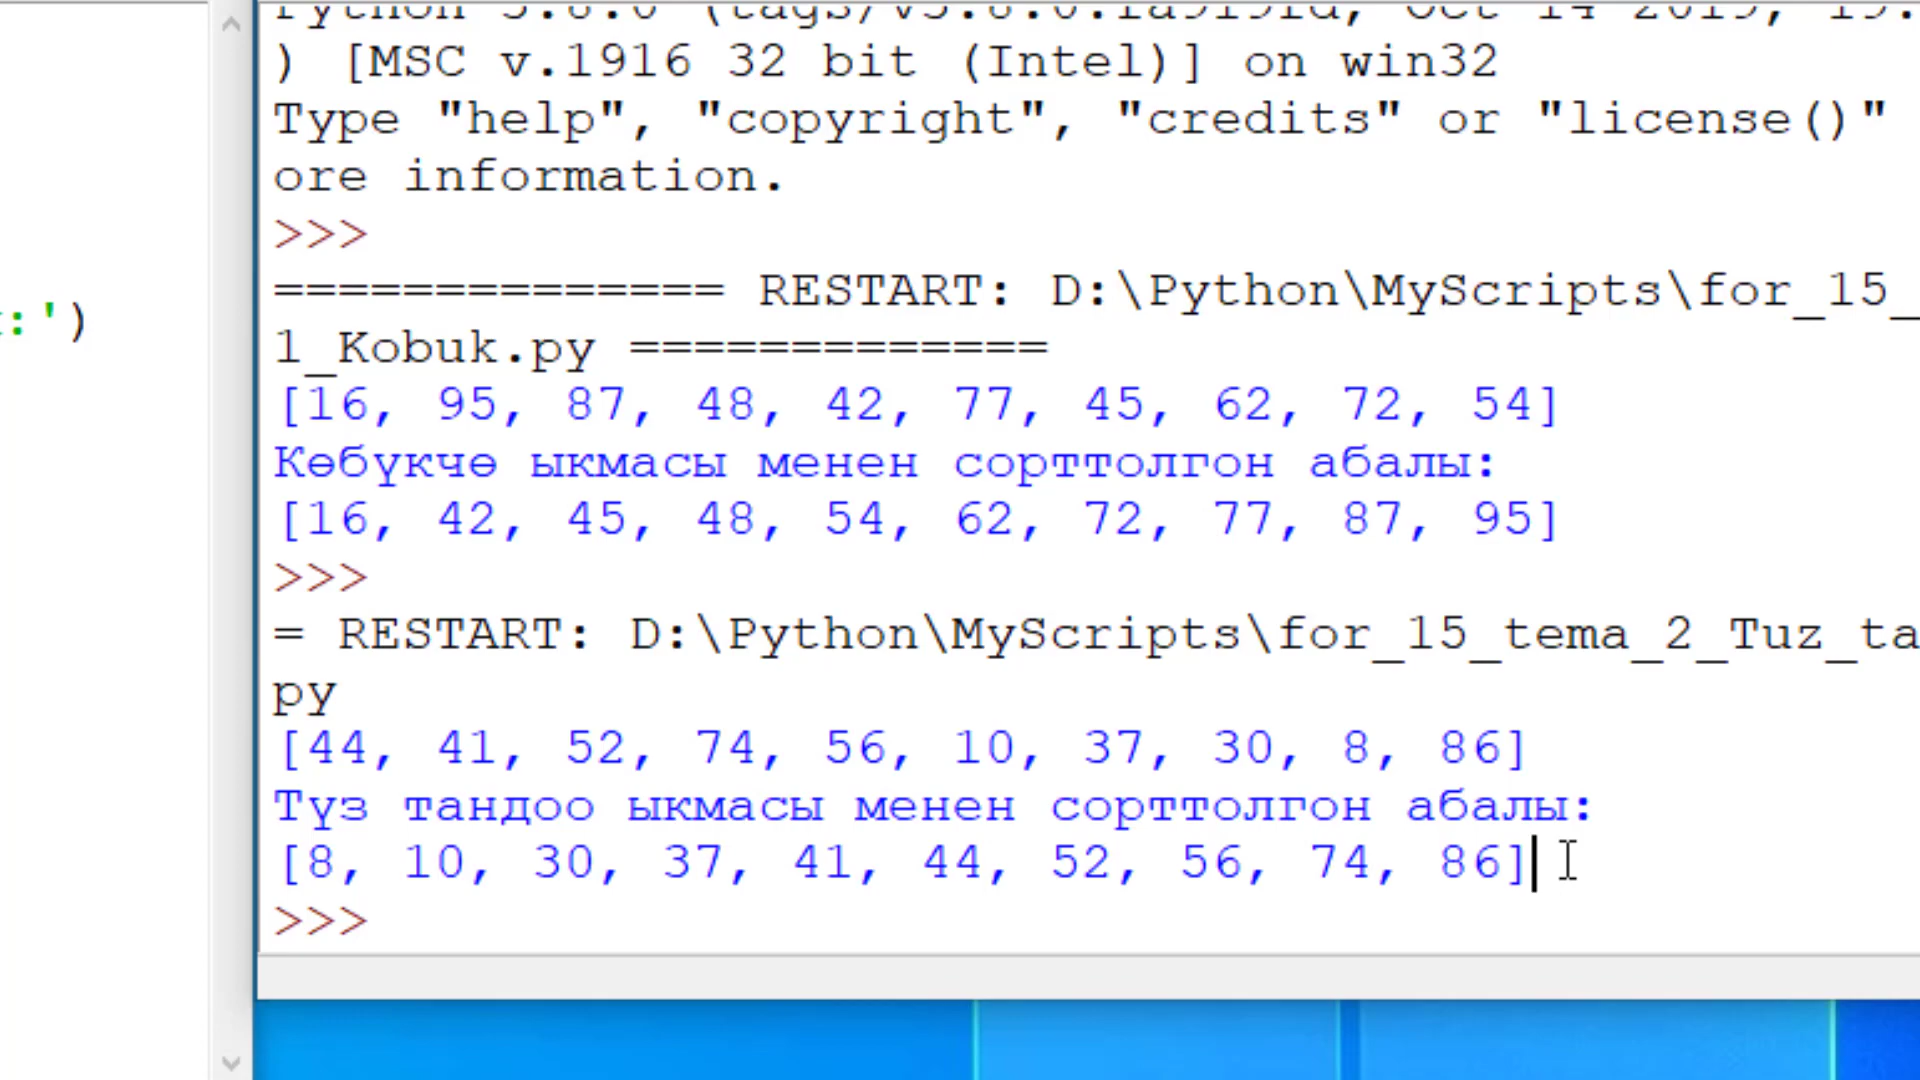 :')
) [MSC v.1916 32 bit (Intel)] on win32
Type "help", "copyright", "credits" or "license()"
ore information.
>>>
============== RESTART: D:\Python\MyScripts\for_15_
1_Kobuk.py =============
[16, 95, 87, 48, 42, 77, 45, 62, 72, 54]
Көбүкчө ыкмасы менен сорттолгон абалы:
[16, 42, 45, 48, 54, 62, 72, 77, 87, 95]
>>>
= RESTART: D:\Python\MyScripts\for_15_tema_2_Tuz_ta
py
[44, 41, 52, 74, 56, 10, 37, 30, 8, 86]
Түз тандоо ыкмасы менен сорттолгон абалы:
[8, 10, 30, 37, 41, 44, 52, 56, 74, 86]
>>>